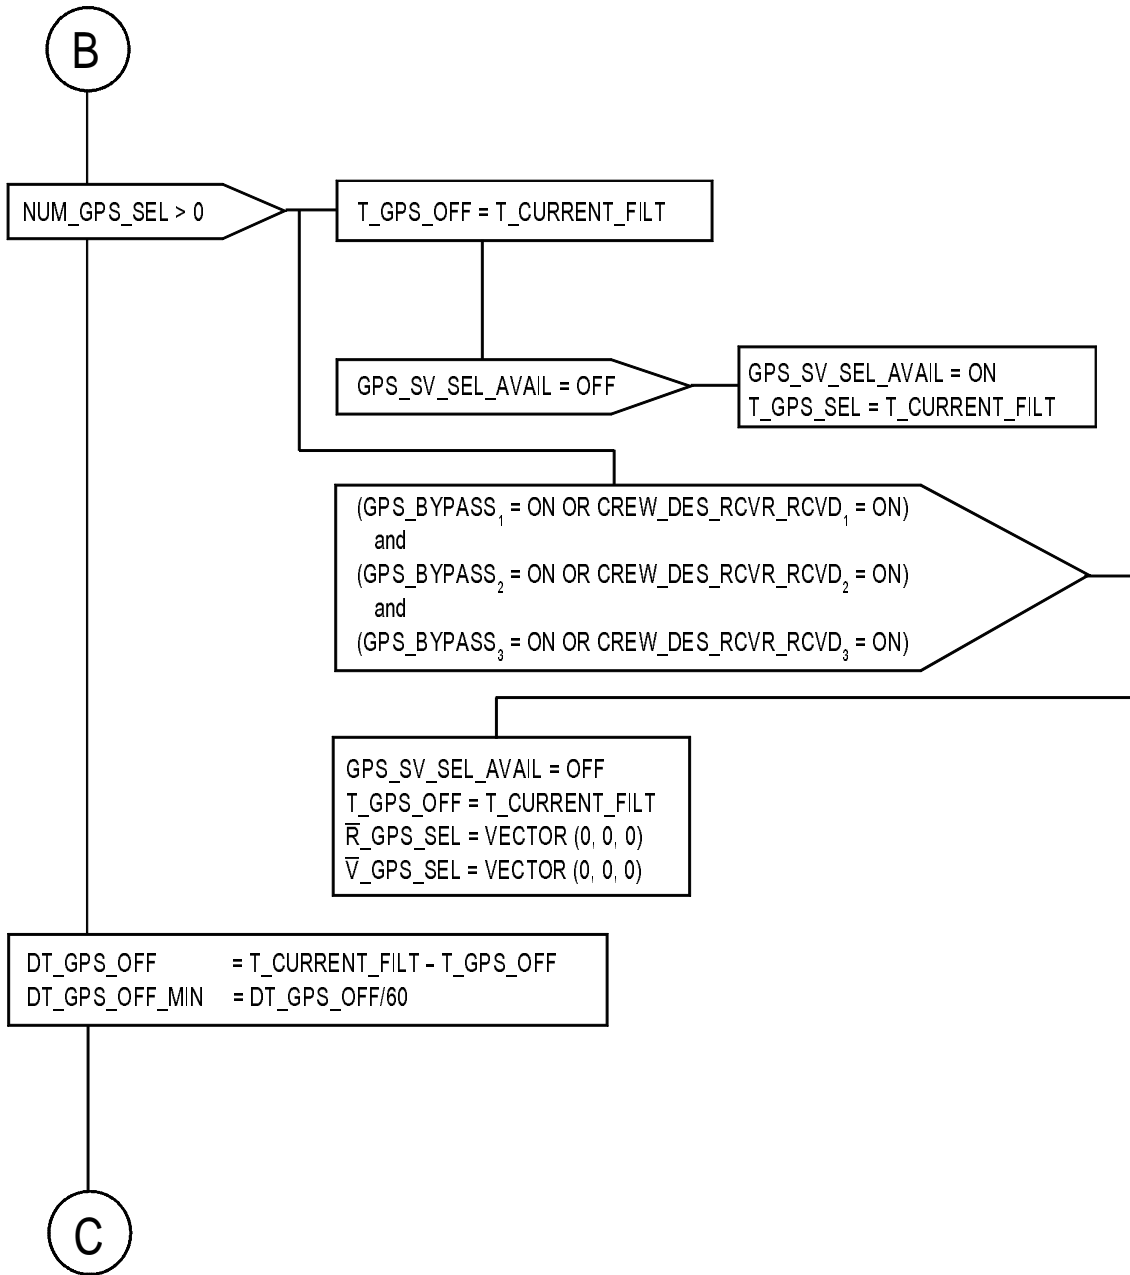 B
NUM_GPS_SEL > 0
T_GPS_OFF = T_CURRENT_FILT
GPS_SV_SEL_AVAIL = OFF
GPS_SV_SEL_AVAIL = ON
T_GPS_SEL = T_CURRENT_FILT
(GPS_BYPASS₁ = ON OR CREW_DES_RCVR_RCVD₁ = ON)
and
(GPS_BYPASS₂ = ON OR CREW_DES_RCVR_RCVD₂ = ON)
and
(GPS_BYPASS₃ = ON OR CREW_DES_RCVR_RCVD₃ = ON)
GPS_SV_SEL_AVAIL = OFF
T_GPS_OFF = T_CURRENT_FILT
R̅_GPS_SEL = VECTOR (0, 0, 0)
V̅_GPS_SEL = VECTOR (0, 0, 0)
DT_GPS_OFF = T_CURRENT_FILT – T_GPS_OFF
DT_GPS_OFF_MIN = DT_GPS_OFF/60
C